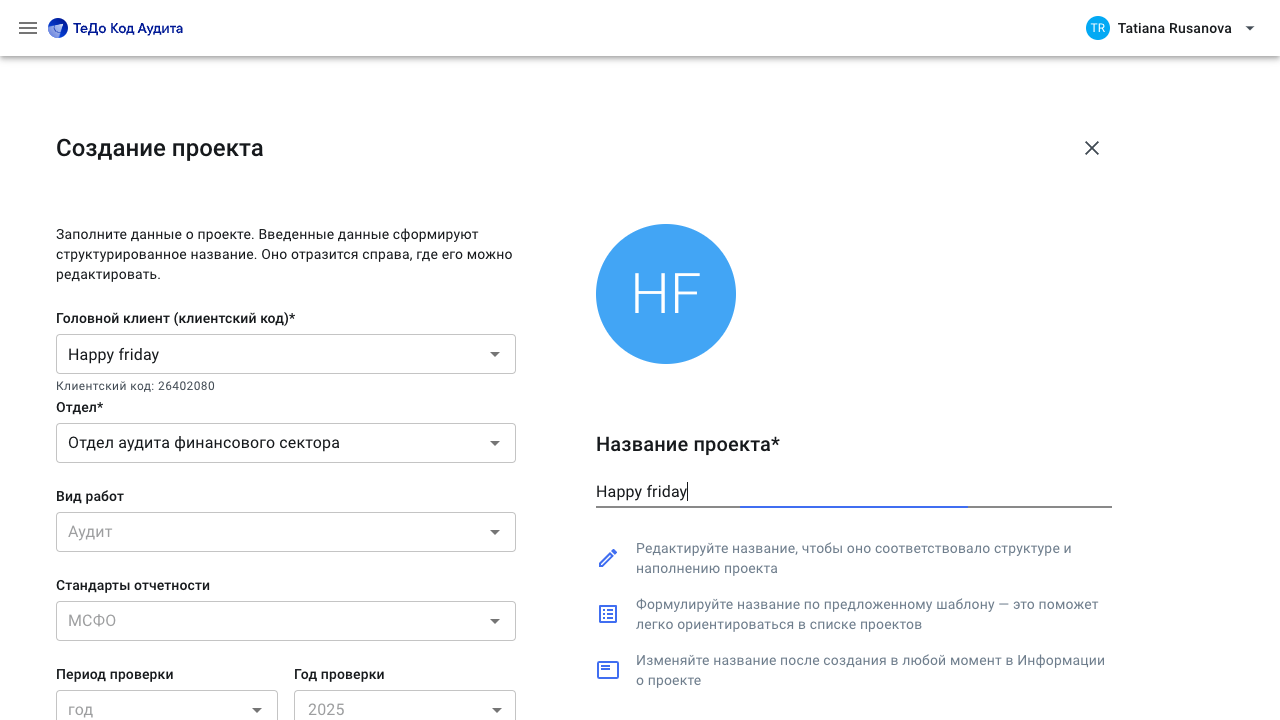 ТеДо Код Аудита
TR Tatiana Rusanova
Создание проекта
Заполните данные о проекте. Введенные данные сформируют
структурированное название. Оно отразится справа, где его можно
редактировать.
Головной клиент (клиентский код)*
Happy friday
Клиентский код: 26402080
Отдел*
Отдел аудита финансового сектора
Вид работ
Аудит
Стандарты отчетности
МСФО
Период проверки
год
Год проверки
2025
HF
Название проекта*
Happy friday
Редактируйте название, чтобы оно соответствовало структуре и
наполнению проекта
Формулируйте название по предложенному шаблону — это поможет
легко ориентироваться в списке проектов
Изменяйте название после создания в любой момент в Информации
о проекте